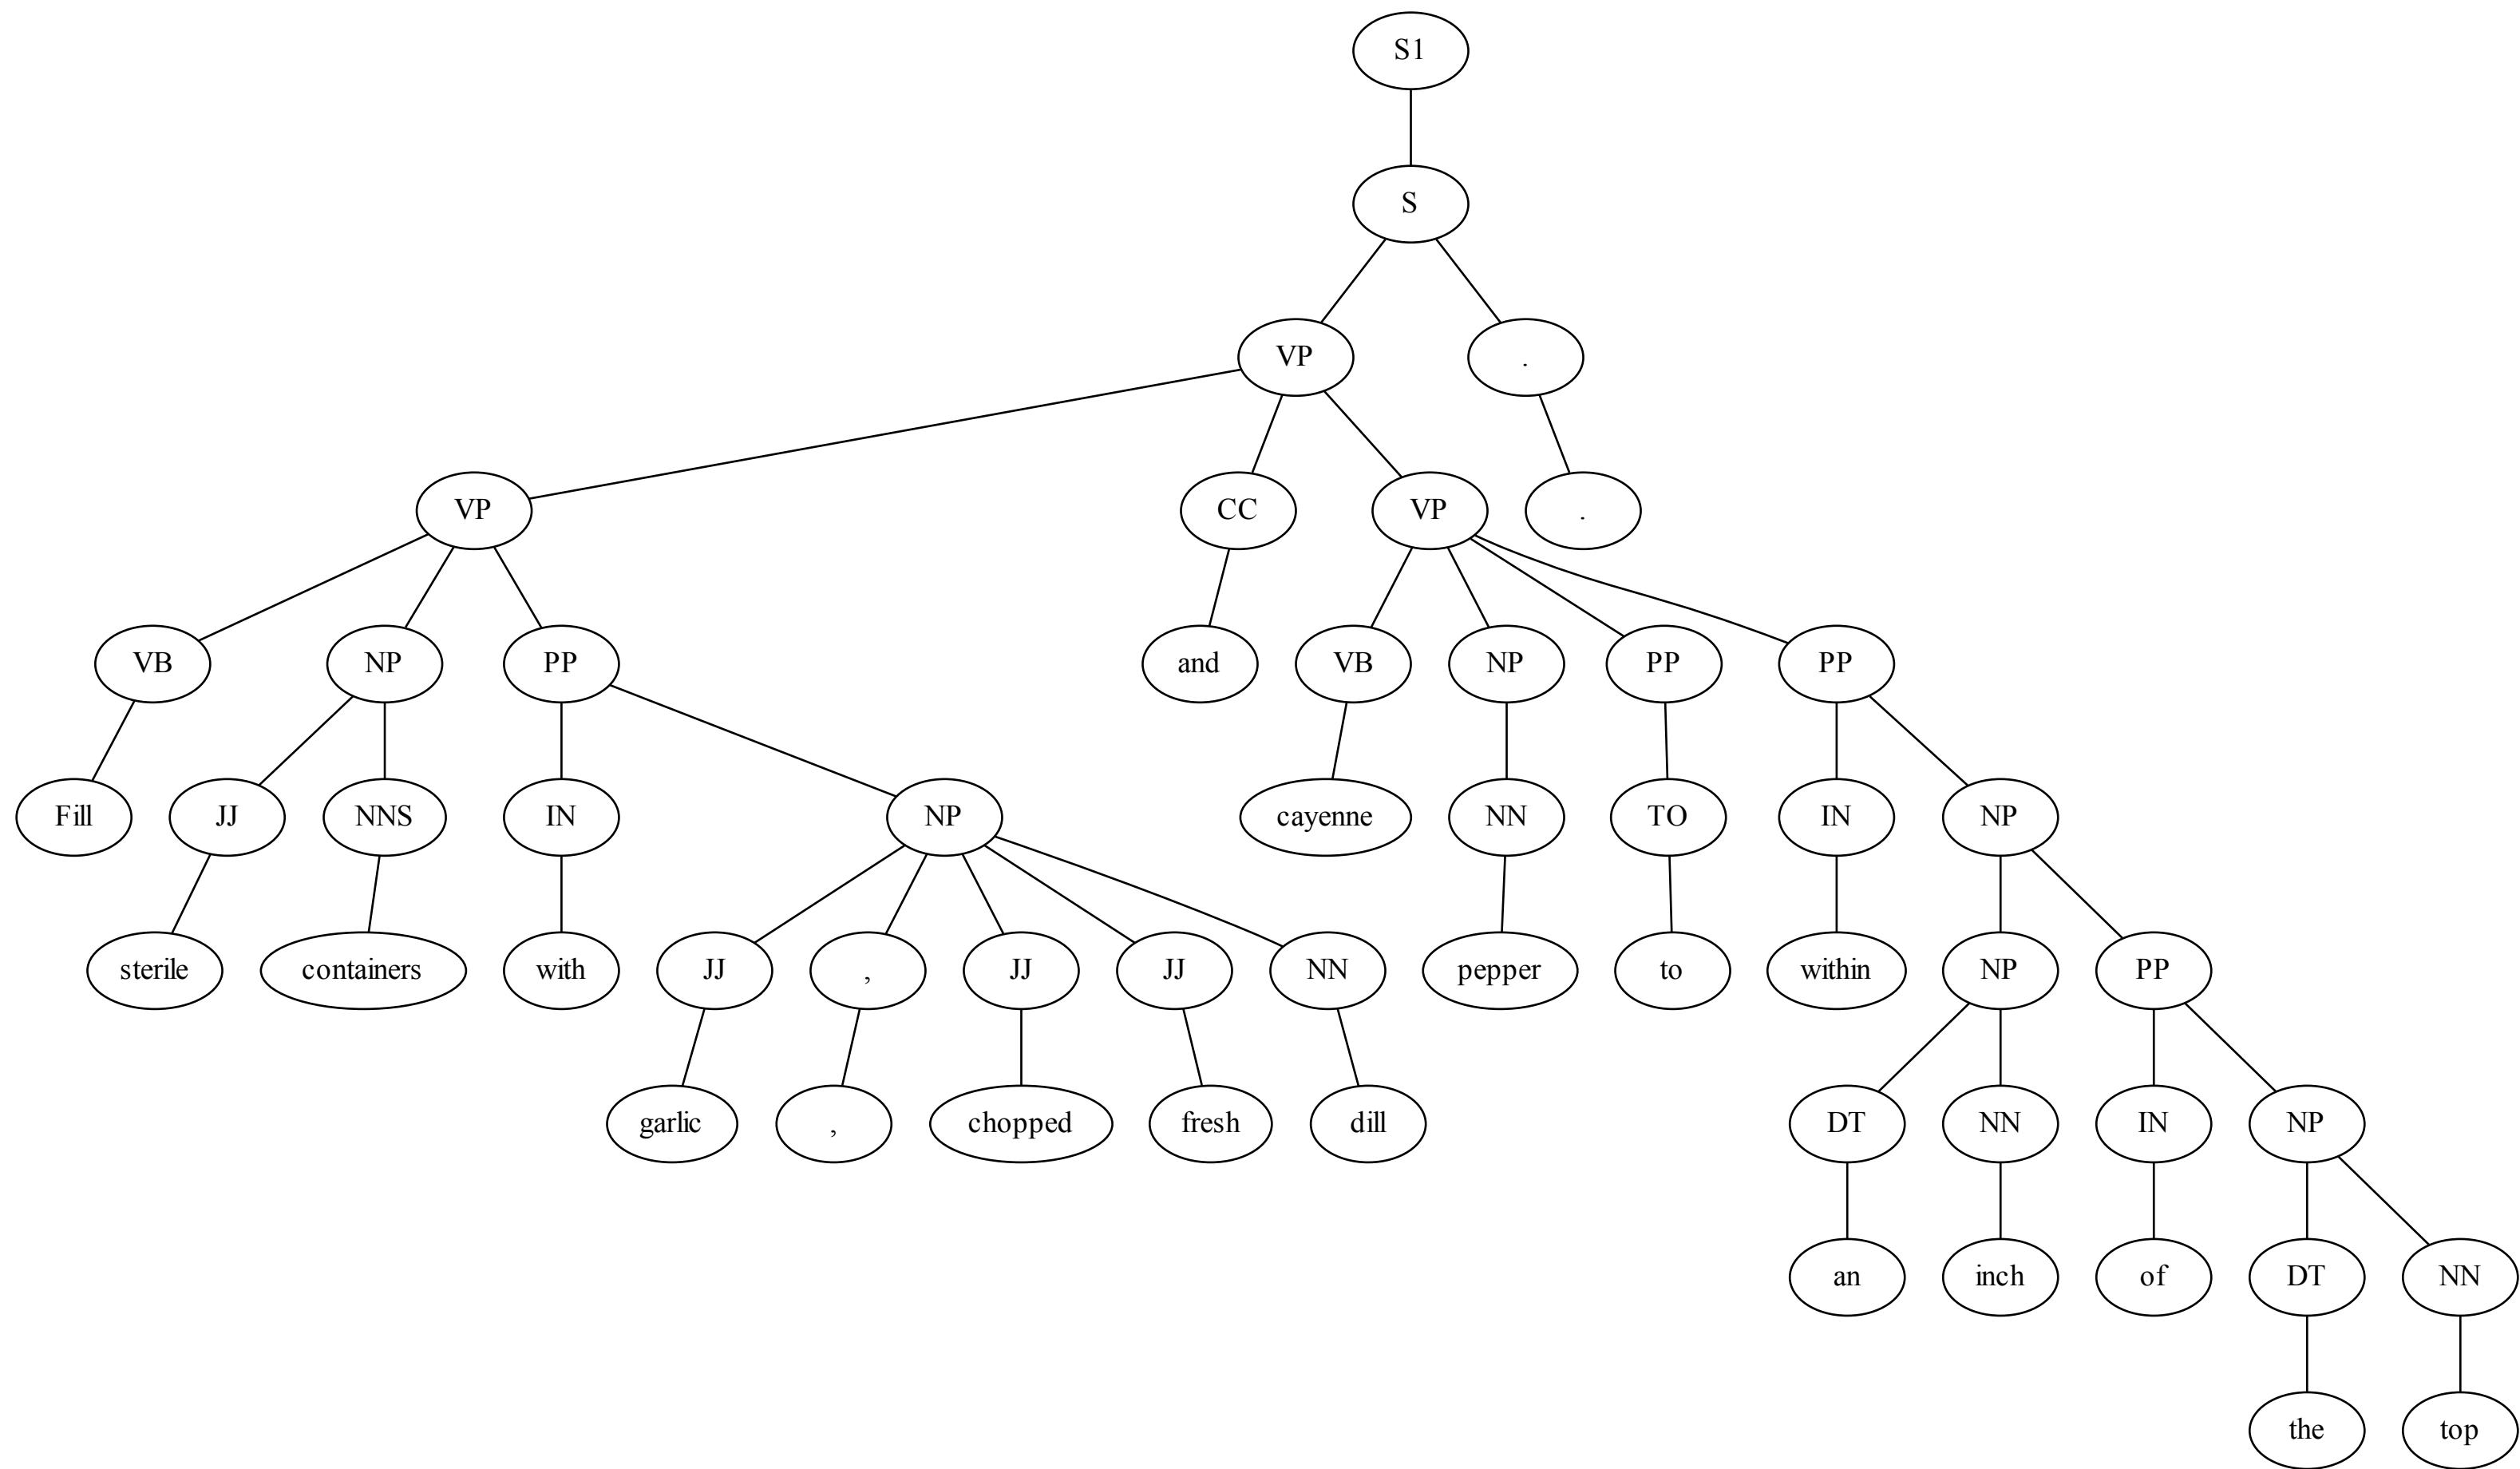 S1
S
VP .
VP CC VP .
VB NP PP and VB NP PP PP
Fill JJ NNS IN NP cayenne NN TO IN NP
sterile containers with JJ , JJ JJ NN pepper to within NP PP
garlic , chopped fresh dill DT NN IN NP
an inch of DT NN
the top